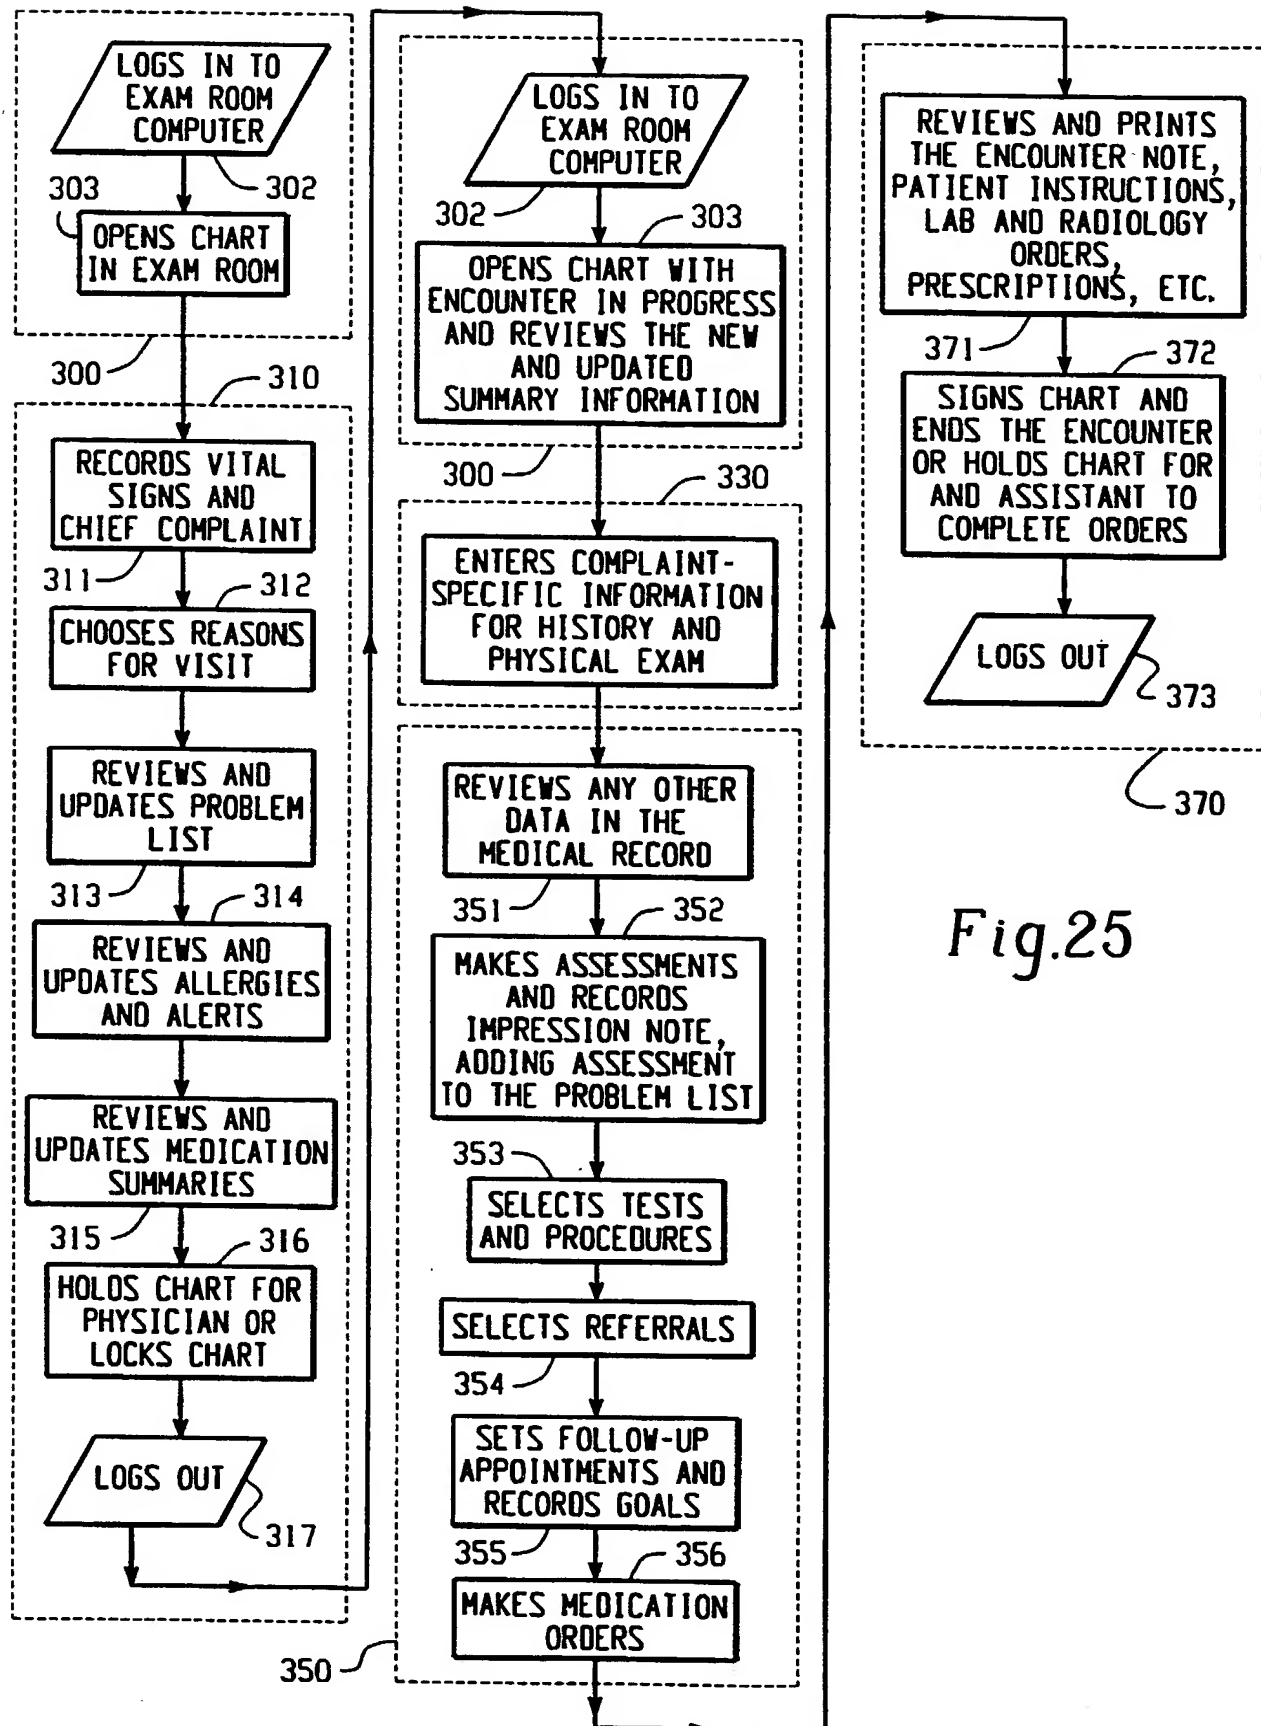 LOGS IN TO
EXAM ROOM
COMPUTER
302
303
OPENS CHART
IN EXAM ROOM
300
310
RECORDS VITAL
SIGNS AND
CHIEF COMPLAINT
311
312
CHOOSES REASONS
FOR VISIT
REVIEWS AND
UPDATES PROBLEM
LIST
313
314
REVIEWS AND
UPDATES ALLERGIES
AND ALERTS
REVIEWS AND
UPDATES MEDICATION
SUMMARIES
315
316
HOLDS CHART FOR
PHYSICIAN OR
LOCKS CHART
LOGS OUT
317
LOGS IN TO
EXAM ROOM
COMPUTER
302
303
OPENS CHART WITH
ENCOUNTER IN PROGRESS
AND REVIEWS THE NEW
AND UPDATED
SUMMARY INFORMATION
300
330
ENTERS COMPLAINT-
SPECIFIC INFORMATION
FOR HISTORY AND
PHYSICAL EXAM
REVIEWS ANY OTHER
DATA IN THE
MEDICAL RECORD
351
352
MAKES ASSESSMENTS
AND RECORDS
IMPRESSION NOTE,
ADDING ASSESSMENT
TO THE PROBLEM LIST
353
SELECTS TESTS
AND PROCEDURES
SELECTS REFERRALS
354
SETS FOLLOW-UP
APPOINTMENTS AND
RECORDS GOALS
355
356
MAKES MEDICATION
ORDERS
350
REVIEWS AND PRINTS
THE ENCOUNTER NOTE,
PATIENT INSTRUCTIONS,
LAB AND RADIOLOGY
ORDERS,
PRESCRIPTIONS, ETC.
371
372
SIGNS CHART AND
ENDS THE ENCOUNTER
OR HOLDS CHART FOR
AND ASSISTANT TO
COMPLETE ORDERS
LOGS OUT
373
370
Fig.25